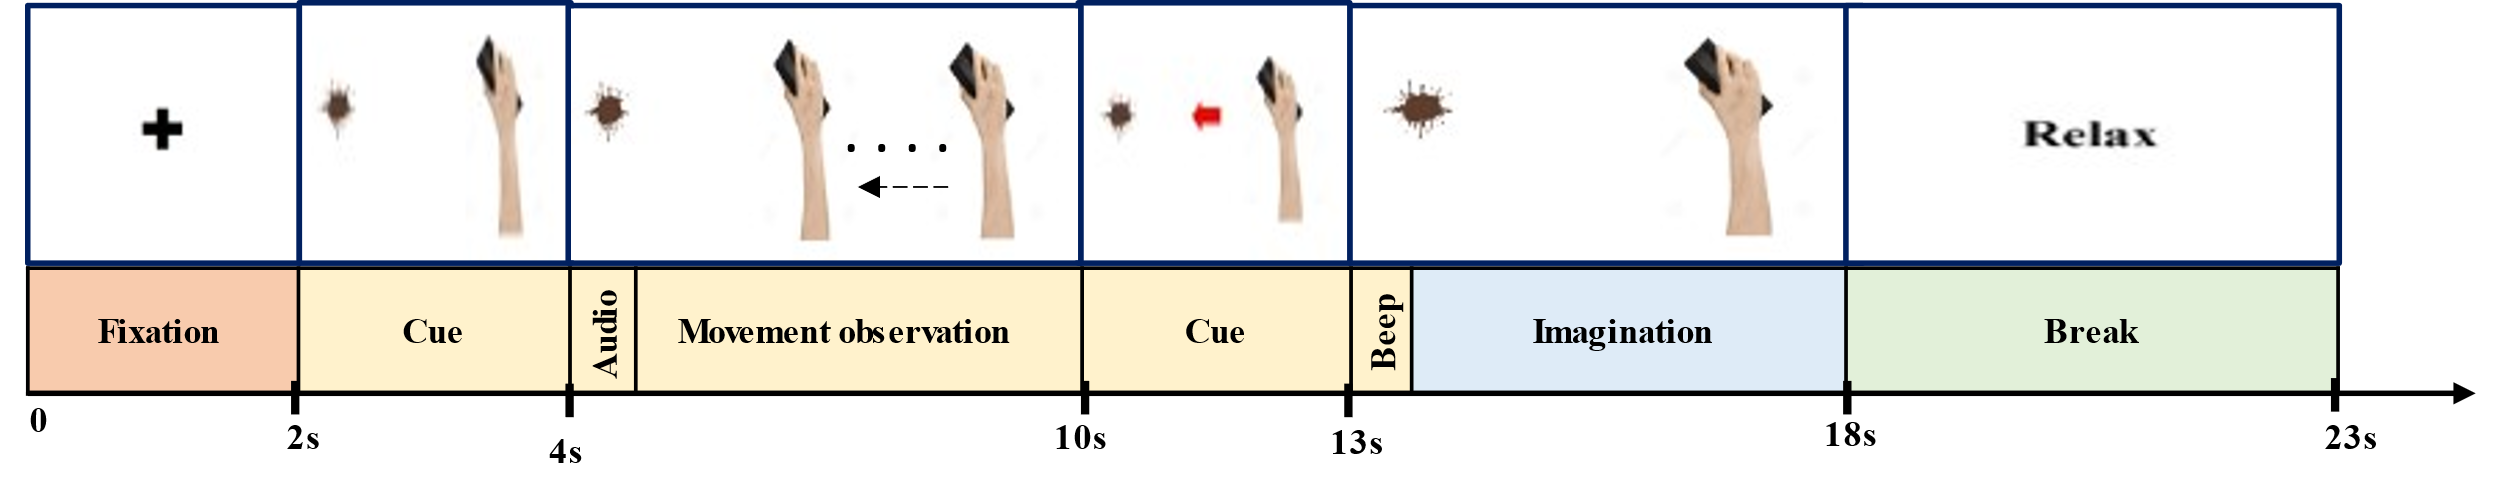 Relax
Fixation
Cue
Audio
Movement observation
Cue
Beep
Imagination
Break
0
2s
4s
10s
13s
18s
23s